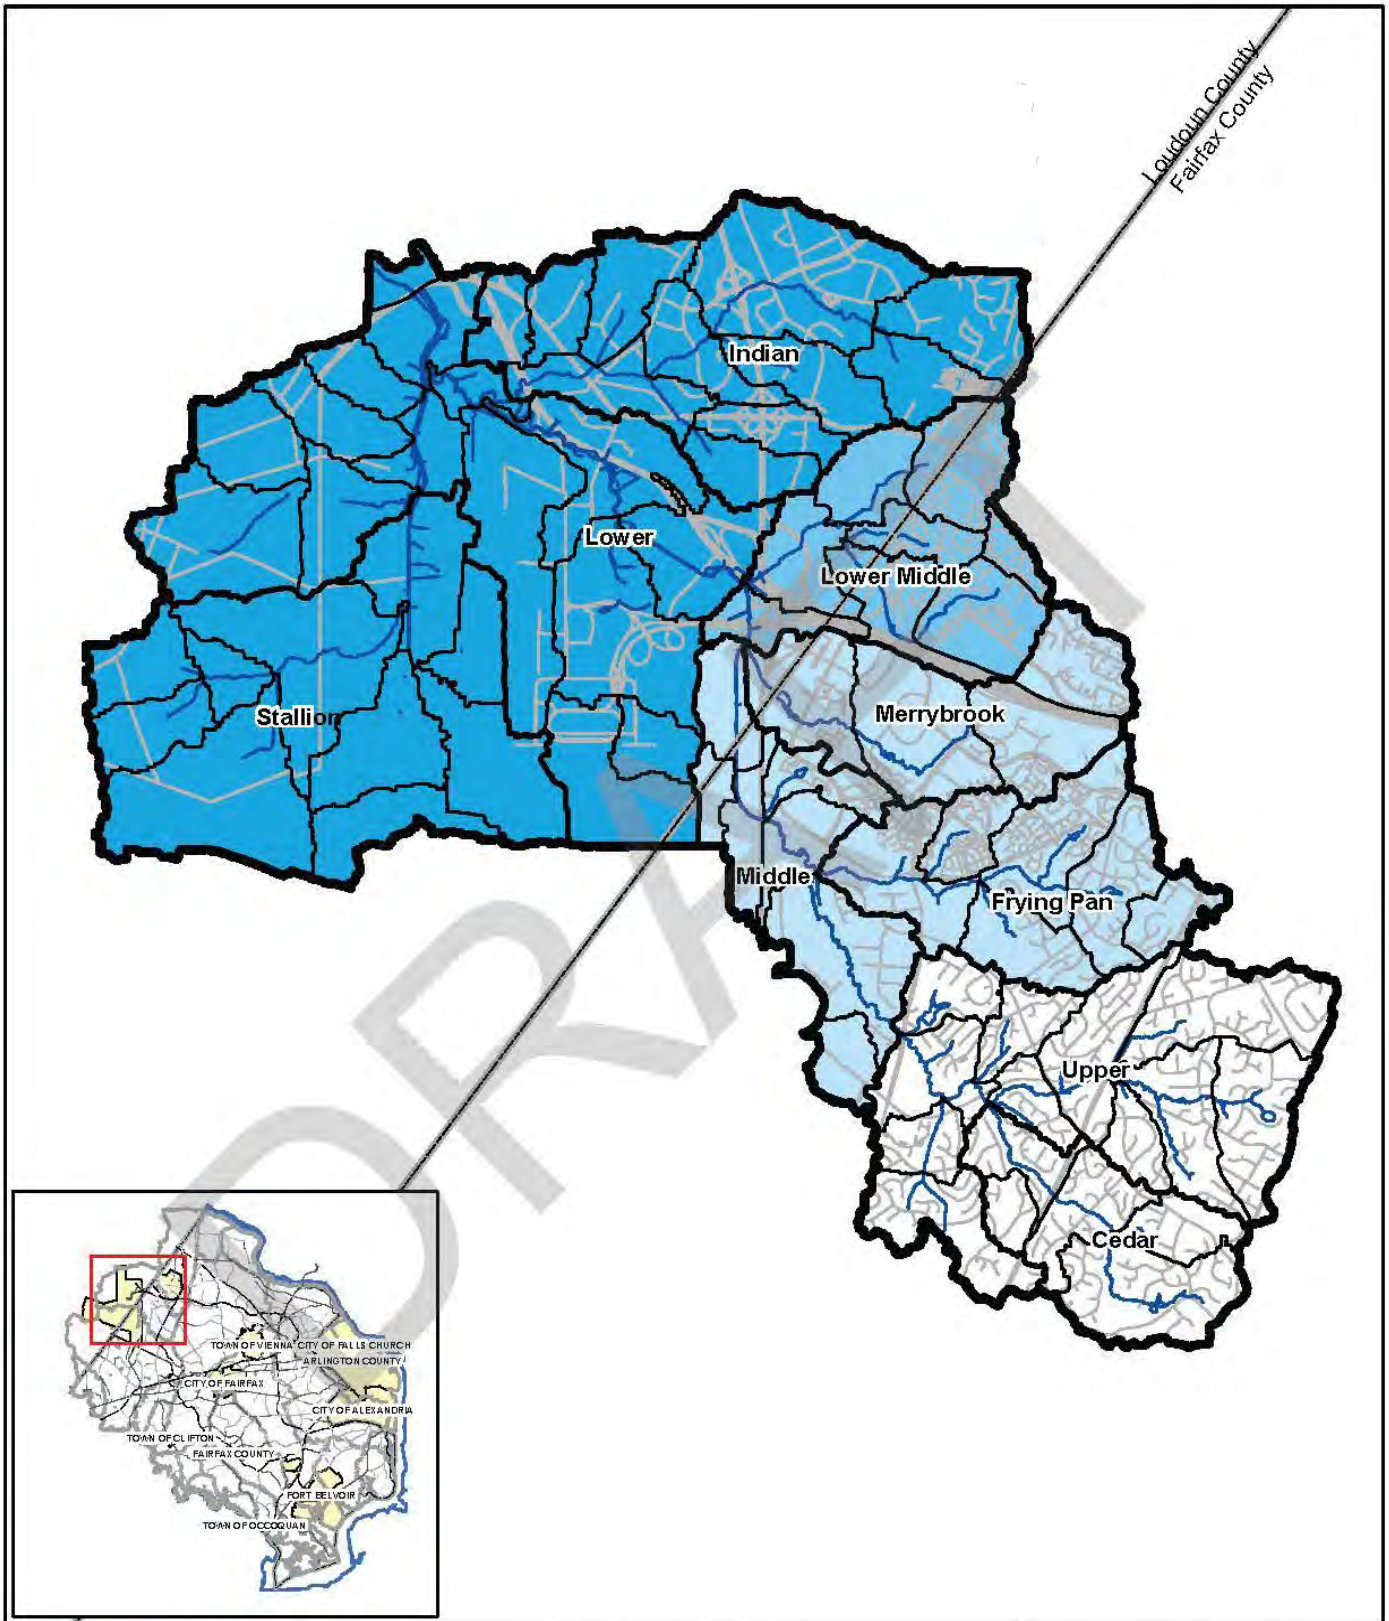 Loudoun County
Fairfax County
Indian
Lower
Lower Middle
Stallion
Merrybrook
Middle
Frying Pan
Upper
Cedar
DRAFT
TOWN OF VIENNA
CITY OF FALLS CHURCH
ARLINGTON COUNTY
CITY OF FAIRFAX
CITY OF ALEXANDRIA
TOWN OF CLIFTON
FAIRFAX COUNTY
FORT BELVOIR
TOWN OF OCCOQUAN